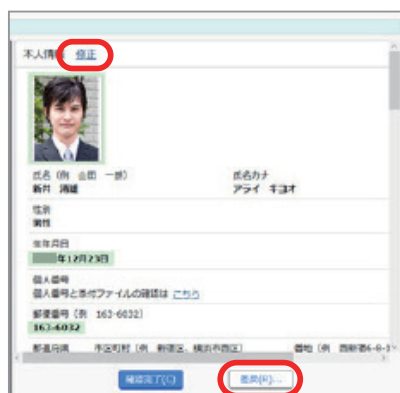 本人情報 修正
氏名 (例 山田 一郎) 氏名カナ
新井 清雄 アライ キヨオ
性別
男性
生年月日
年12月23日
個人番号
個人番号と添付ファイルの確認は こちら
郵便番号 (例 163-6032)
163-6032
都道府県 市区町村 (例 新宿区、横浜市西区) 番地 (例 西新宿6-8-1
確認完了(C) 差戻(R)...